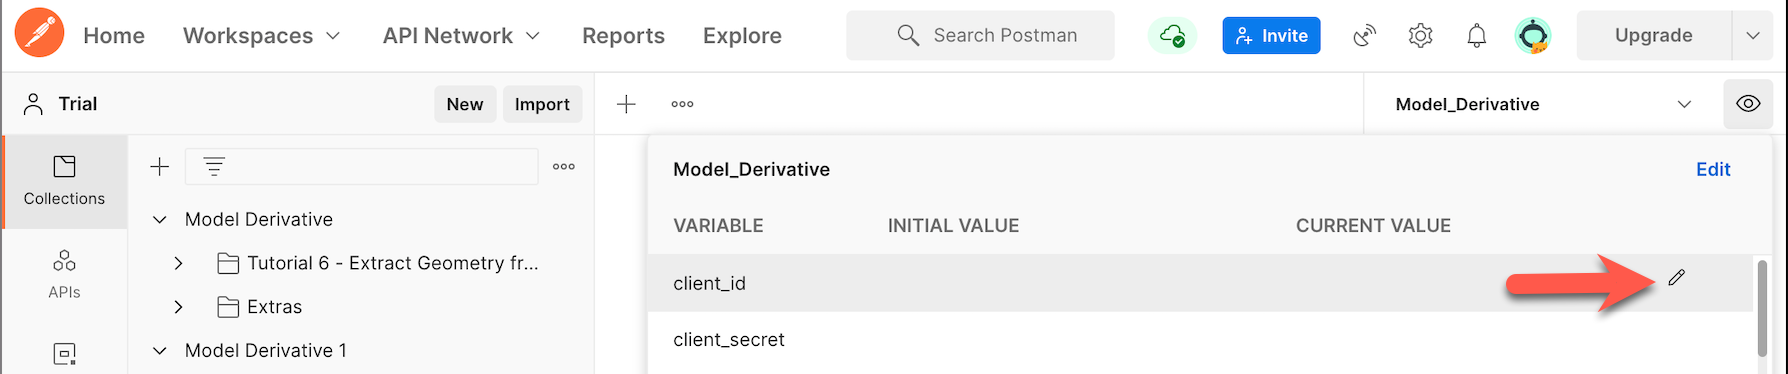 Home Workspaces API Network Reports Explore Search Postman Invite Upgrade
Trial New Import Model_Derivative
Collections
Model_Derivative Edit
VARIABLE INITIAL VALUE CURRENT VALUE
Model Derivative
Tutorial 6 - Extract Geometry fr...
client_id
APIs
Extras
client_secret
Model Derivative 1